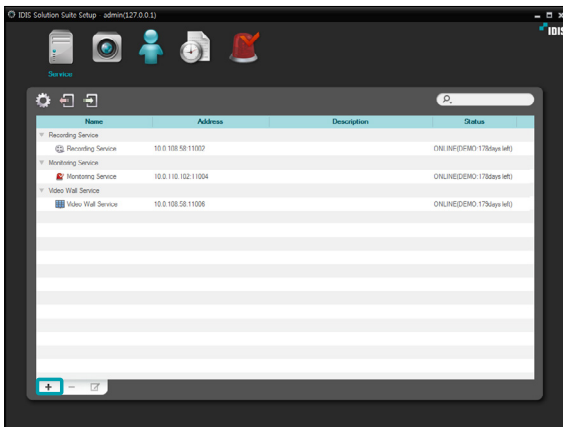 IDIS Solution Suite Setup - admin(127.0.0.1)
IDIS
Service
Name Address Description Status
Recording Service
Recording Service 10.0.108.58:11002 ONLINE(DEMO:178days left)
Monitoring Service
Monitoring Service 10.0.110.102:11004 ONLINE(DEMO:178days left)
Video Wall Service
Video Wall Service 10.0.108.58:11006 ONLINE(DEMO:179days left)